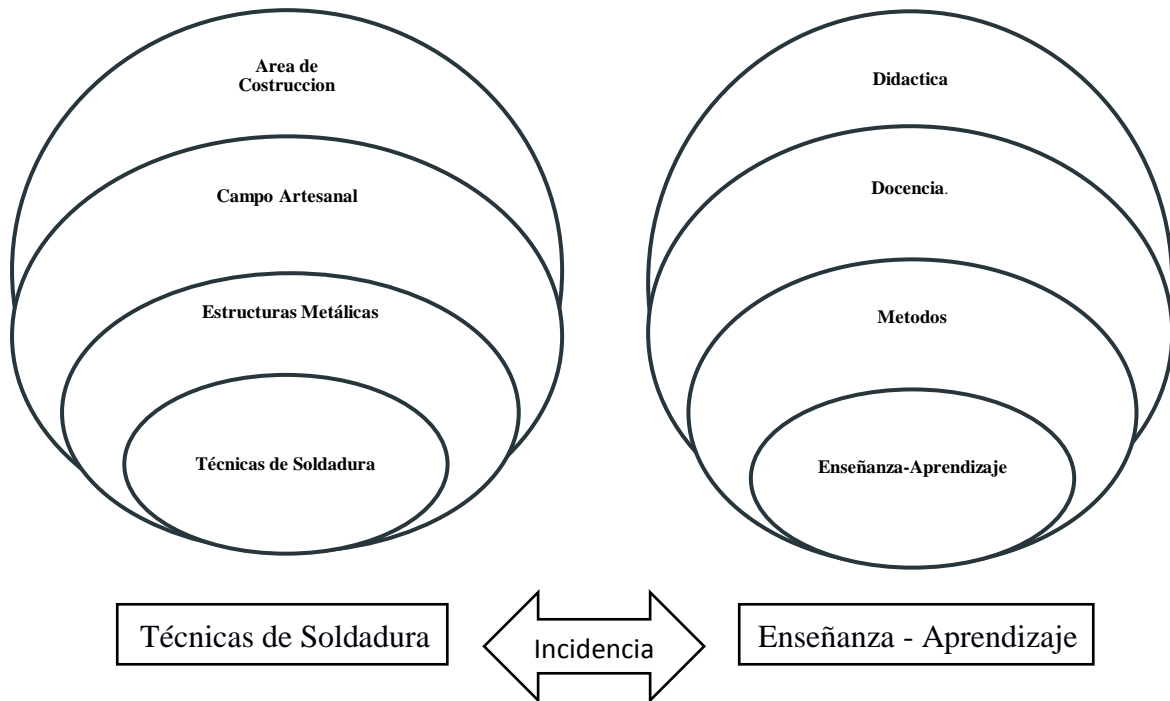 Area de
Costruccion
Campo Artesanal
Estructuras Metálicas
Técnicas de Soldadura
Didactica
Docencia.
Metodos
Enseñanza-Aprendizaje
Técnicas de Soldadura
Incidencia
Enseñanza - Aprendizaje